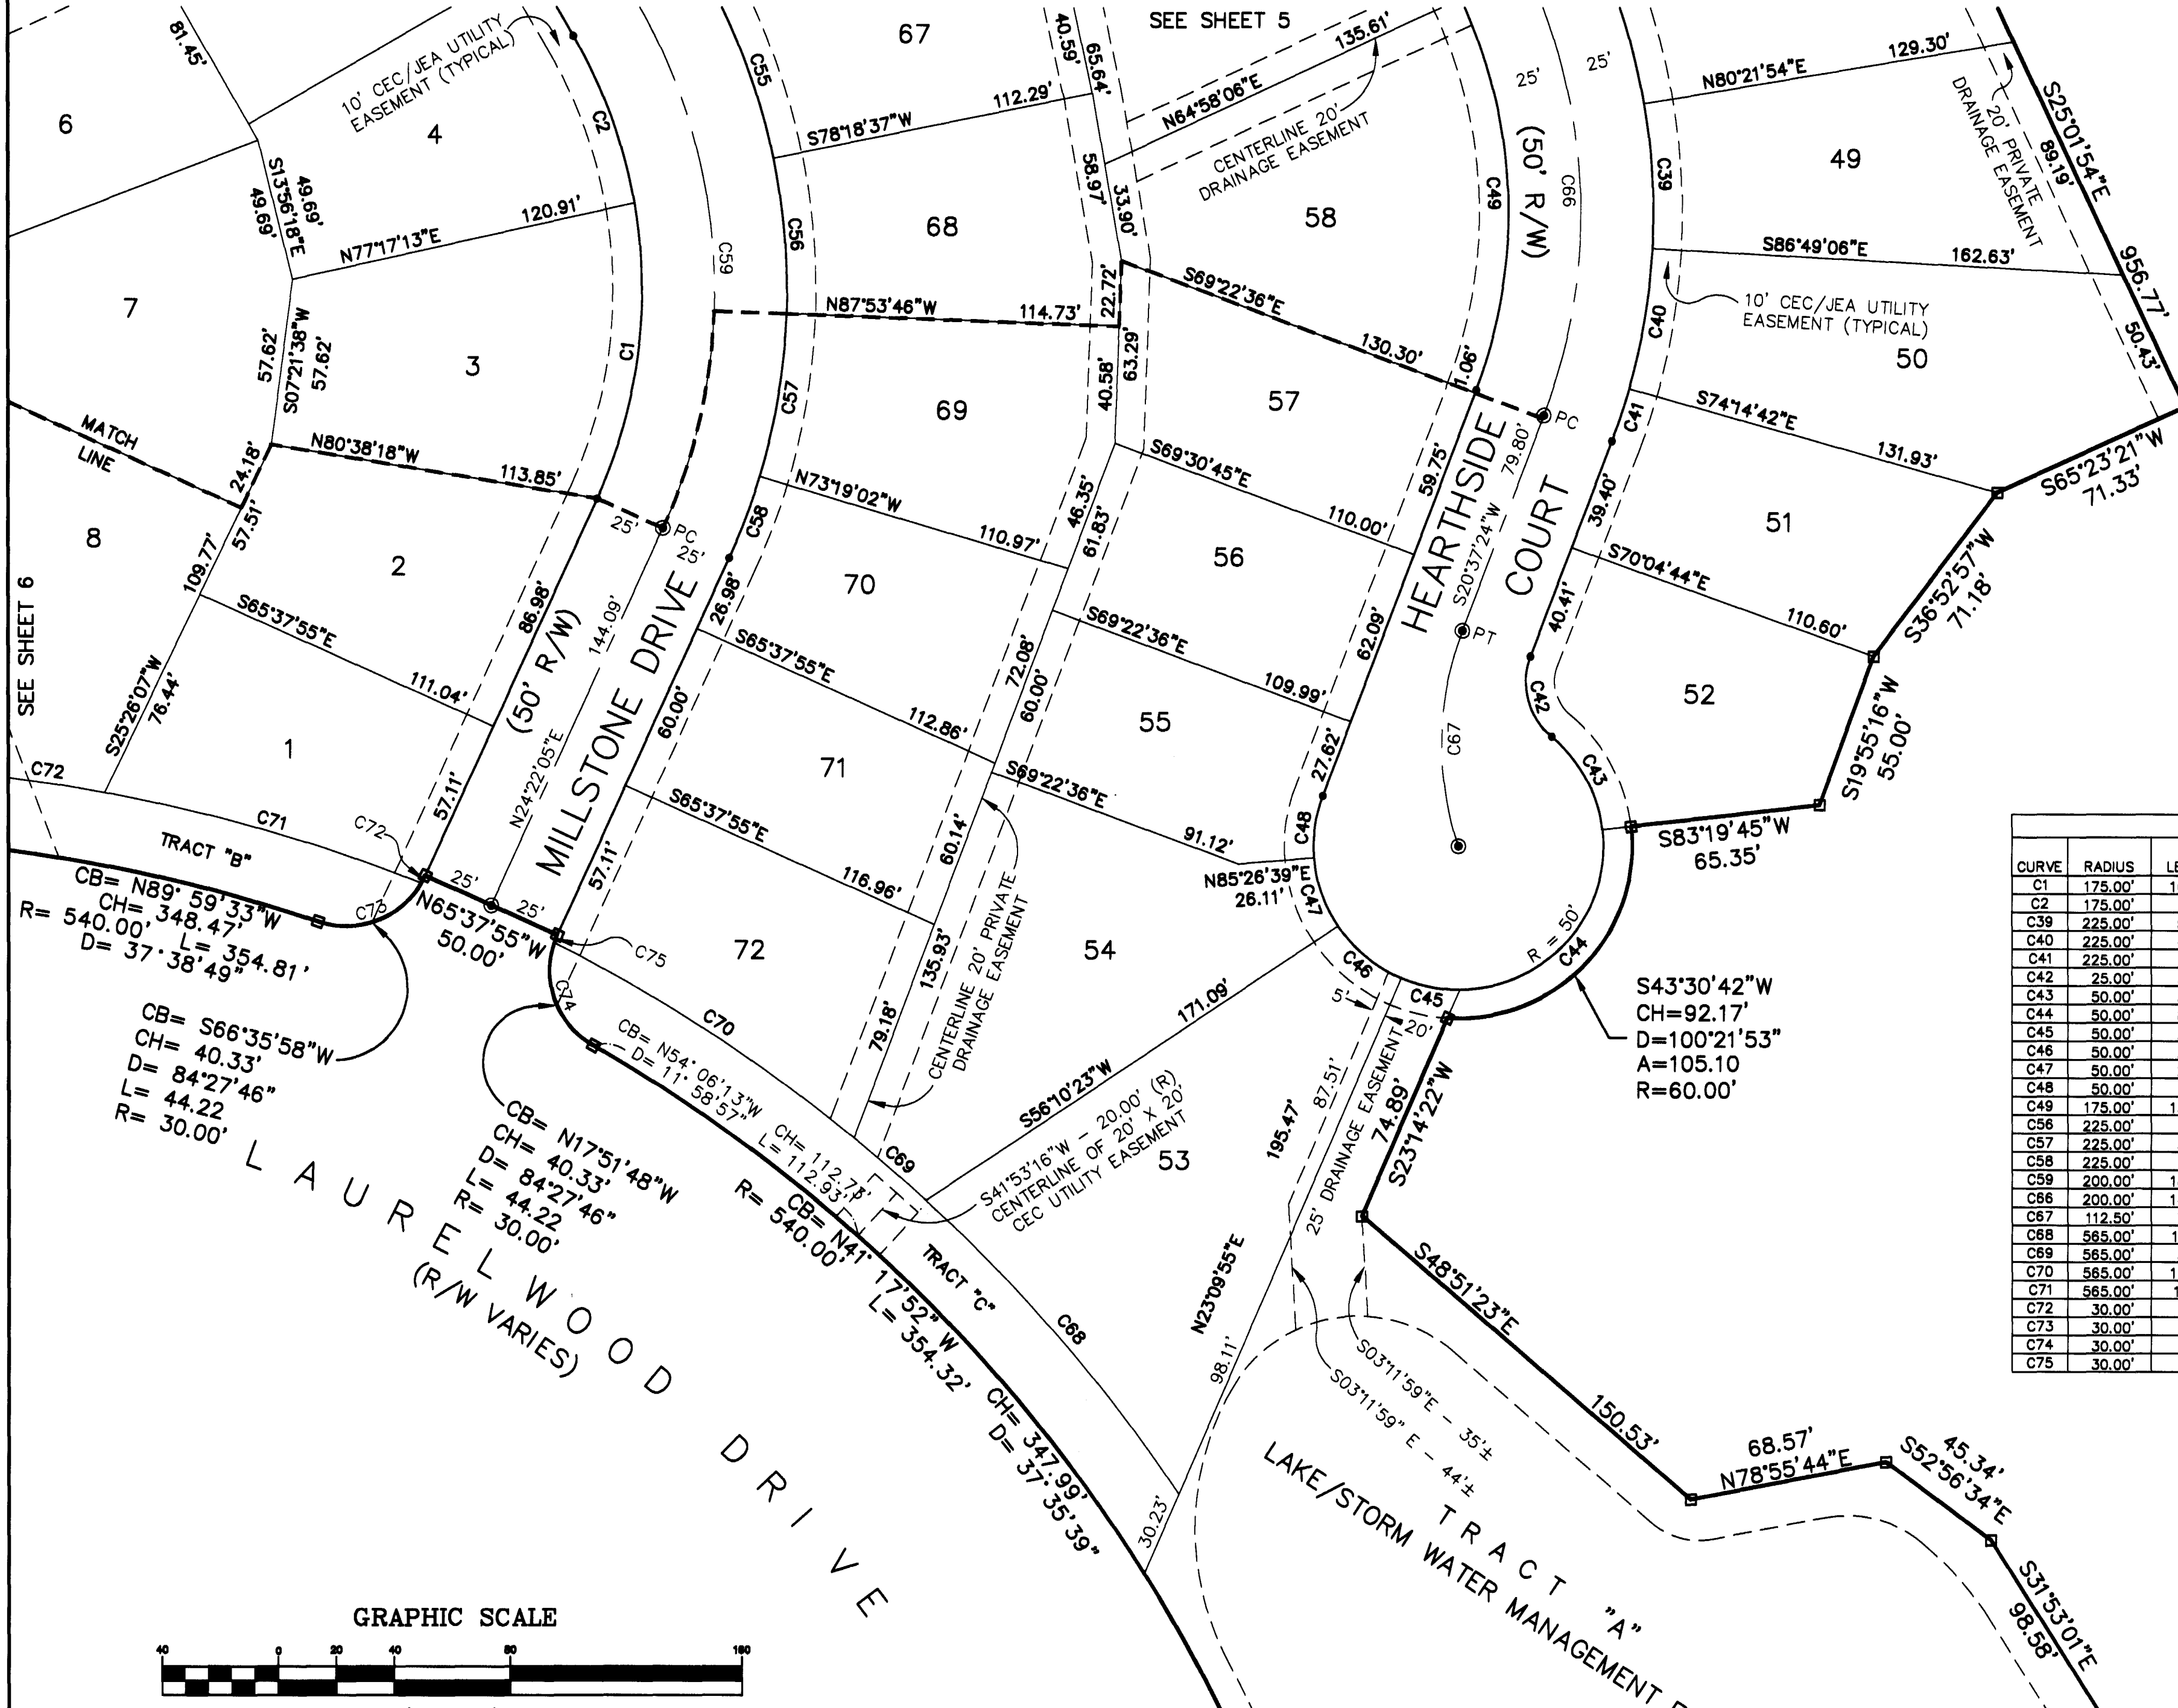 SEE SHEET 5
67
81.45'
10' CEC/JEA UTILITY
EASEMENT (TYPICAL)
C2
C55
40.59'
65.64'
135.61'
25'
25'
129.30'
N80°21'54"E
20' PRIVATE
DRAINAGE EASEMENT
S25°01'54"E
89.19'
956.77'
50.43'
6
4
112.29'
S78°18'37"W
N64°58'06"E
CENTERLINE 20'
DRAINAGE EASEMENT
(50' R/W)
C66
C39
49
S13°56'18"E
49.69'
49.69'
120.91'
N77°17'13"E
58.97'
33.90'
C49
58
68
C56
C59
S86°49'06"E
162.63'
10' CEC/JEA UTILITY
EASEMENT (TYPICAL)
50
C40
7
57.62'
S07°21'38"W
57.62'
3
C1
N87°53'46"W
114.73'
22.72'
63.29'
40.58'
S69°22'36"E
130.30'
1.06'
57
69
C57
MATCH
LINE
24.18'
57.51'
N80°38'18"W
113.85'
25'
PC
25'
C58
N73°19'02"W
110.97'
46.35'
61.83'
S69°30'45"E
110.00'
59.75'
HEARTHSIDE
COURT
S20°37'24"W
79.80'
PC
PT
C41
39.40'
S74°14'42"E
131.93'
S65°23'21"W
71.33'
51
S70°04'44"E
110.60'
S36°52'57"W
71.18'
8
109.77'
2
S65°37'55"E
111.04'
86.98'
(50' R/W)
144.09'
N24°22'05"E
MILLSTONE DRIVE
26.98'
70
S65°37'55"E
112.86'
72.08'
60.00'
56
S69°22'36"E
109.99'
62.09'
40.41'
C42
52
S19°55'16"W
55.00'
SEE SHEET 6
S25°26'07"W
76.44'
1
57.11'
60.00'
71
S65°37'55"E
116.96'
60.14'
55
S69°22'36"E
91.12'
27.62'
C48
C67
C43
S83°19'45"W
65.35'
C72
C71
C72
TRACT "B"
CB= N89°59'33"W
CH= 348.47'
R= 540.00' L= 354.81'
D= 37°38'49"
C73
25'
25'
N65°37'55"W
50.00'
57.11'
C75
72
135.93'
79.18'
CENTERLINE 20' PRIVATE
DRAINAGE EASEMENT
N85°26'39"E
26.11'
C47
54
C46
R = 50'
C44
C45
5'
20'
S43°30'42"W
CH=92.17'
D=100°21'53"
A=105.10
R=60.00'
CB= S66°35'58"W
CH= 40.33'
D= 84°27'46"
L= 44.22
R= 30.00'
C74
C70
CB= N54°06'13"W
D= 11°58'57"
CH= 112.73'
L= 112.93'
CB= N17°51'48"W
CH= 40.33'
D= 84°27'46"
L= 44.22
R= 30.00'
C69
S56°10'23"W
171.09'
S41°53'16"W - 20.00' (R)
CENTERLINE OF 20' X 20'
CEC UTILITY EASEMENT
53
195.47'
87.51'
25' DRAINAGE EASEMENT
74.89'
S23°14'22"W
LAURELWOOD DRIVE
(R/W VARIES)
CB= N41°17'52" W
R= 540.00'
L= 354.32'
CH= 347.99'
D= 37°35'39"
TRACT "C"
C68
N23°09'55"E
98.11'
30.23'
S03°11'59"E - 35'±
S03°11'59" E - 44'±
S48°51'23"E
150.53'
68.57'
N78°55'44"E
45.34'
S52°56'34"E
S31°53'01"E
98.58'
TRACT "A"
LAKE/STORM WATER MANAGEMENT
CURVE RADIUS
C1 175.00'
C2 175.00'
C39 225.00'
C40 225.00'
C41 225.00'
C42 25.00'
C43 50.00'
C44 50.00'
C45 50.00'
C46 50.00'
C47 50.00'
C48 50.00'
C49 175.00'
C56 225.00'
C57 225.00'
C58 225.00'
C59 200.00'
C66 200.00'
C67 112.50'
C68 565.00'
C69 565.00'
C70 565.00'
C71 565.00'
C72 30.00'
C73 30.00'
C74 30.00'
C75 30.00'
GRAPHIC SCALE
40 0 20 40 80 160